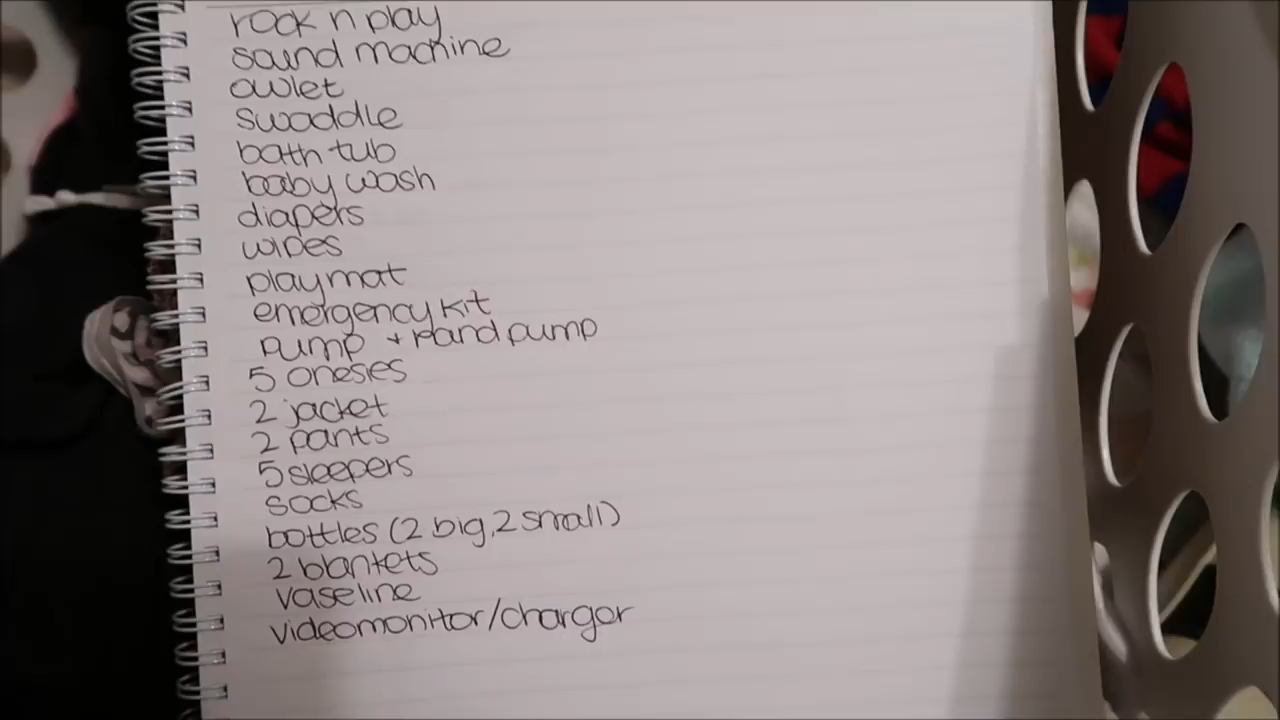 rock n play
sound machine
owlet
swaddle
bath tub
baby wash
diapers
wipes
playmat
emergency kit
pump + hand pump
5 onesies
2 jacket
2 pants
5 sleepers
socks
bottles (2 big, 2 small)
2 blankets
vaseline
videomonitor/charger